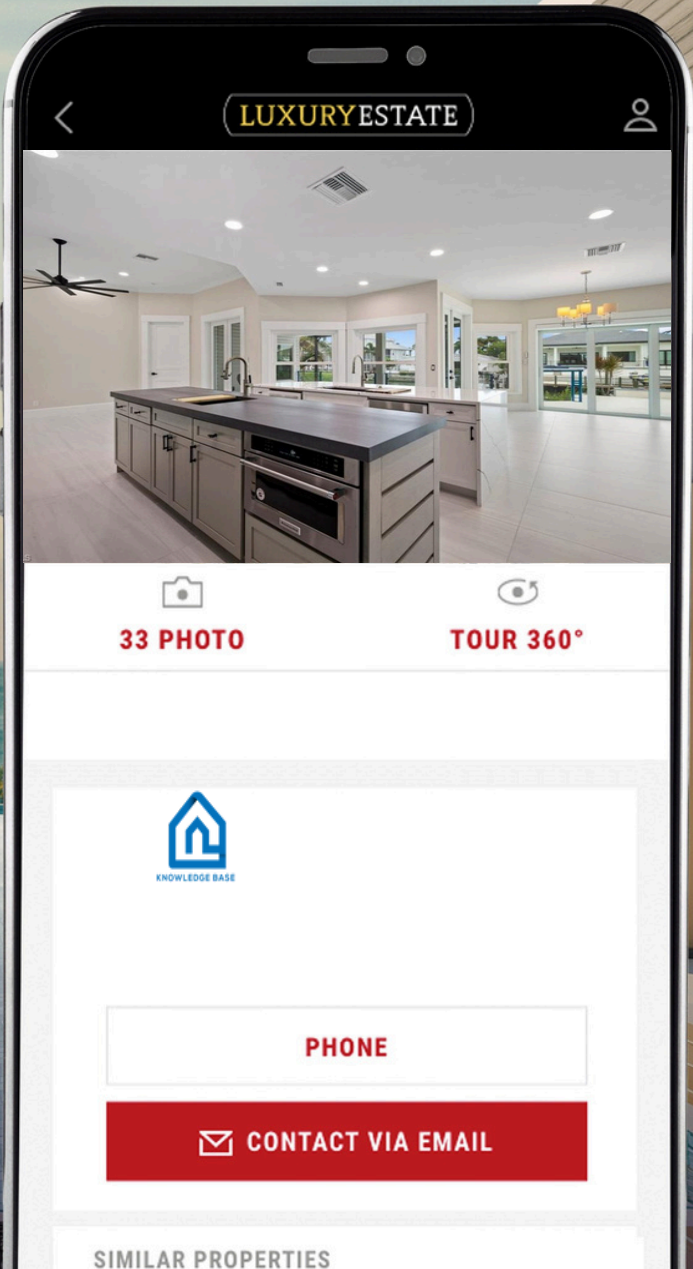 LUXURYESTATE
33 PHOTO
TOUR 360°
KNOWLEDGE BASE
PHONE
CONTACT VIA EMAIL
SIMILAR PROPERTIES